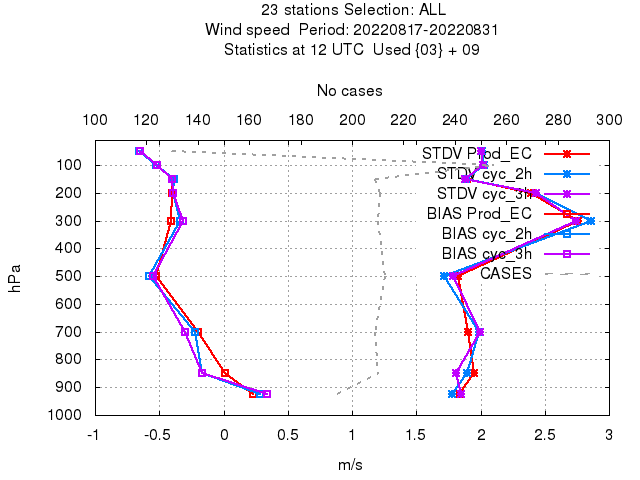 23 stations Selection: ALL
Wind speed  Period: 20220817-20220831
Statistics at 12 UTC  Used {03} + 09
No cases
100 120 140 160 180 200 220 240 260 280 300
STDV Prod_EC
STDV cyc_2h
STDV cyc_3h
BIAS Prod_EC
BIAS cyc_2h
BIAS cyc_3h
CASES
hPa
100
200
300
400
500
600
700
800
900
1000
-1 -0.5 0 0.5 1 1.5 2 2.5 3
m/s